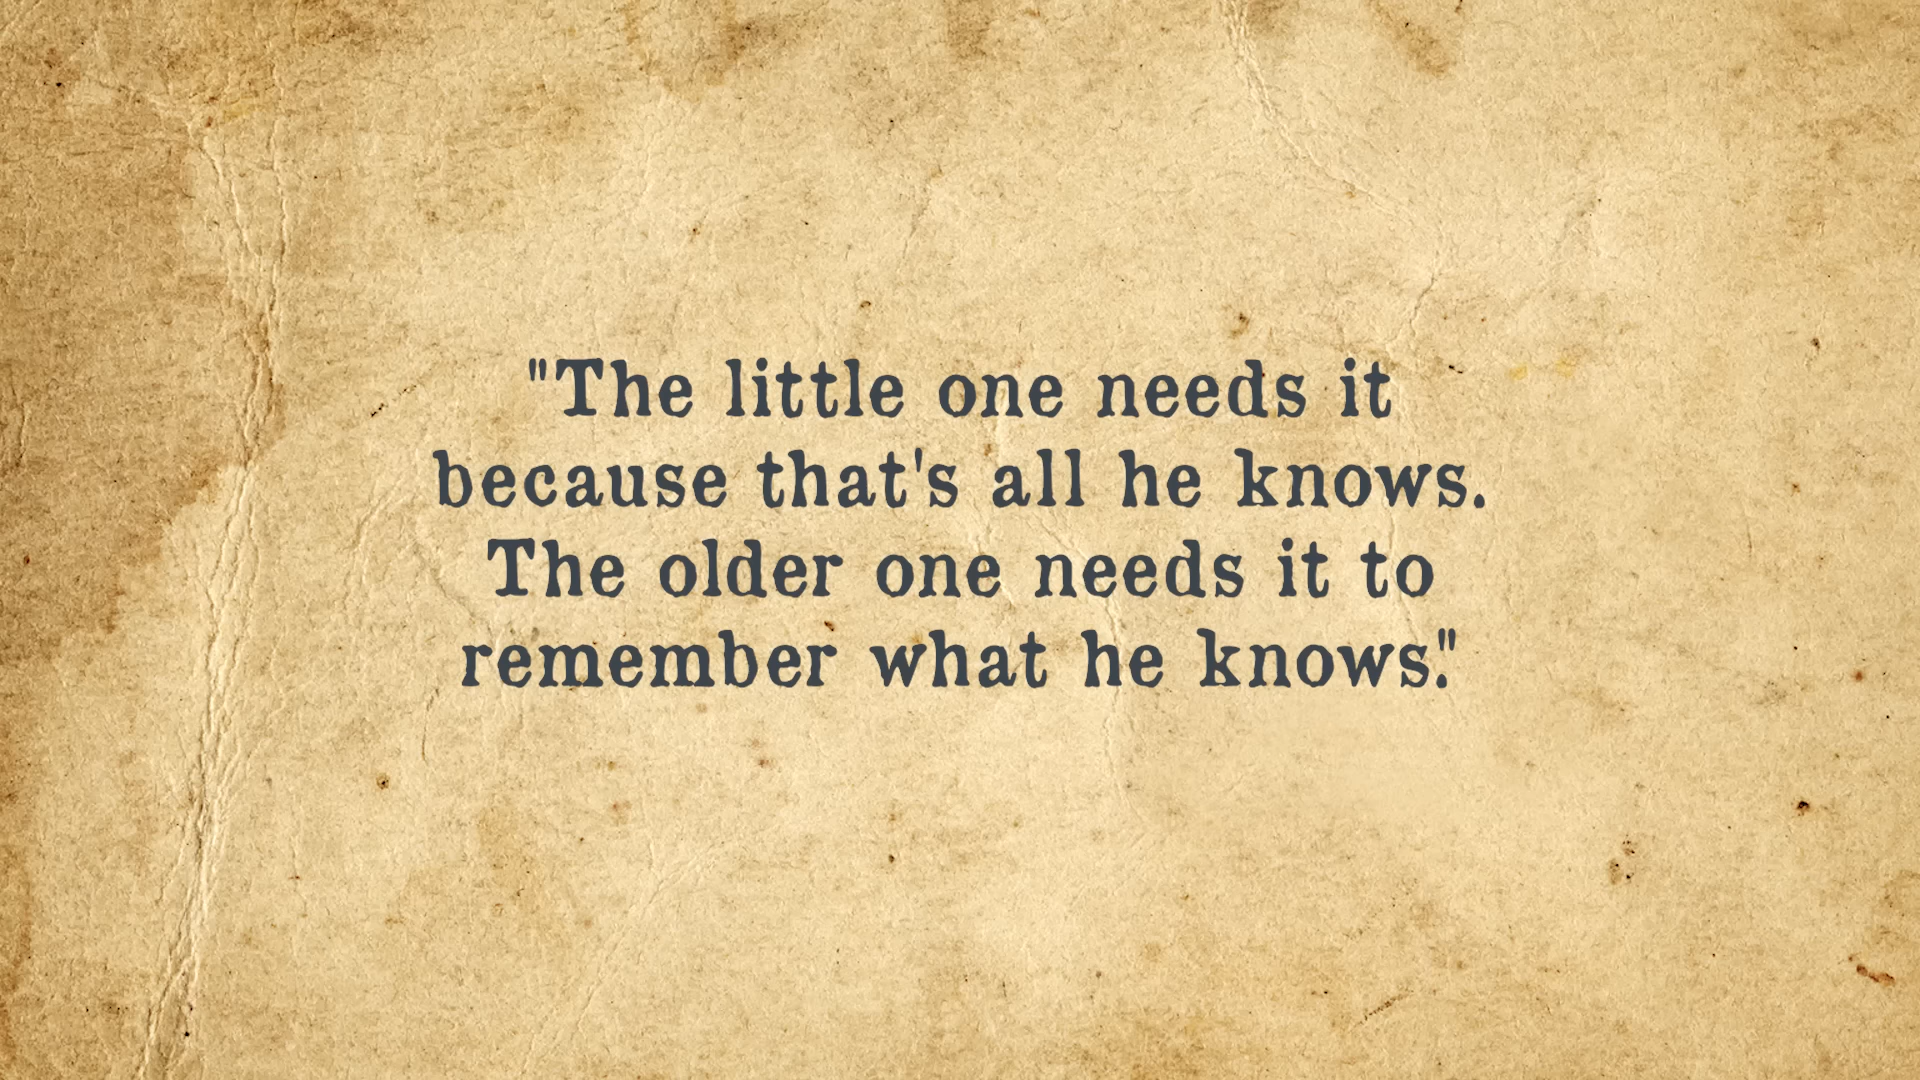 "The little one needs it
because that's all he knows.
The older one needs it to
remember what he knows."